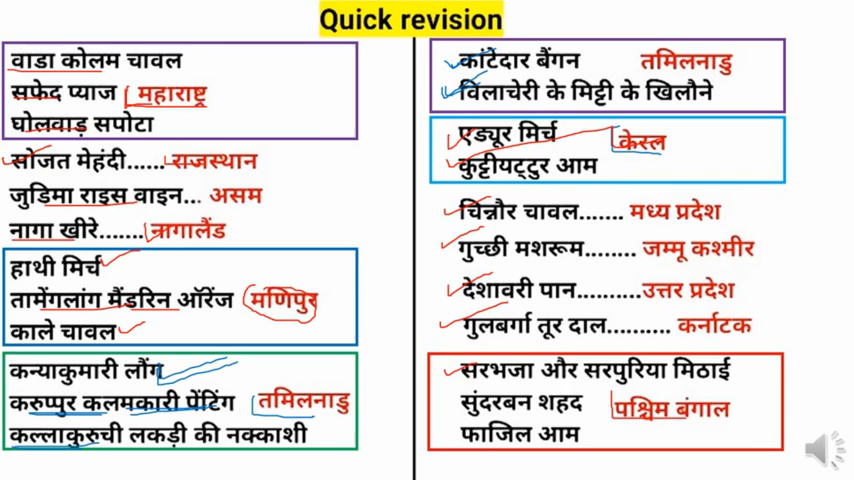 Quick revision
वाडा कोलम चावल
सफेद प्याज महाराष्ट्र
घोलवाड़ सपोटा
सोजत मेहंदी...... राजस्थान
जुडिमा राइस वाइन... असम
नागा खीरे....... नागालैंड
हाथी मिर्च
तामेंगलांग मैंडरिन ऑरेंज मणिपुर
काले चावल
कन्याकुमारी लौंग
करुप्पुर कलमकारी पेंटिंग तमिलनाडु
कल्लाकुरुची लकड़ी की नक्काशी
कांटेदार बैंगन तमिलनाडु
विलाचेरी के मिट्टी के खिलौने
एड्यूर मिर्च केरल
कुट्टीयट्टुर आम
चिन्नौर चावल....... मध्य प्रदेश
गुच्छी मशरूम........ जम्मू कश्मीर
देशावरी पान..........उत्तर प्रदेश
गुलबर्गा तूर दाल.......... कर्नाटक
सरभजा और सरपुरिया मिठाई
सुंदरबन शहद पश्चिम बंगाल
फाजिल आम